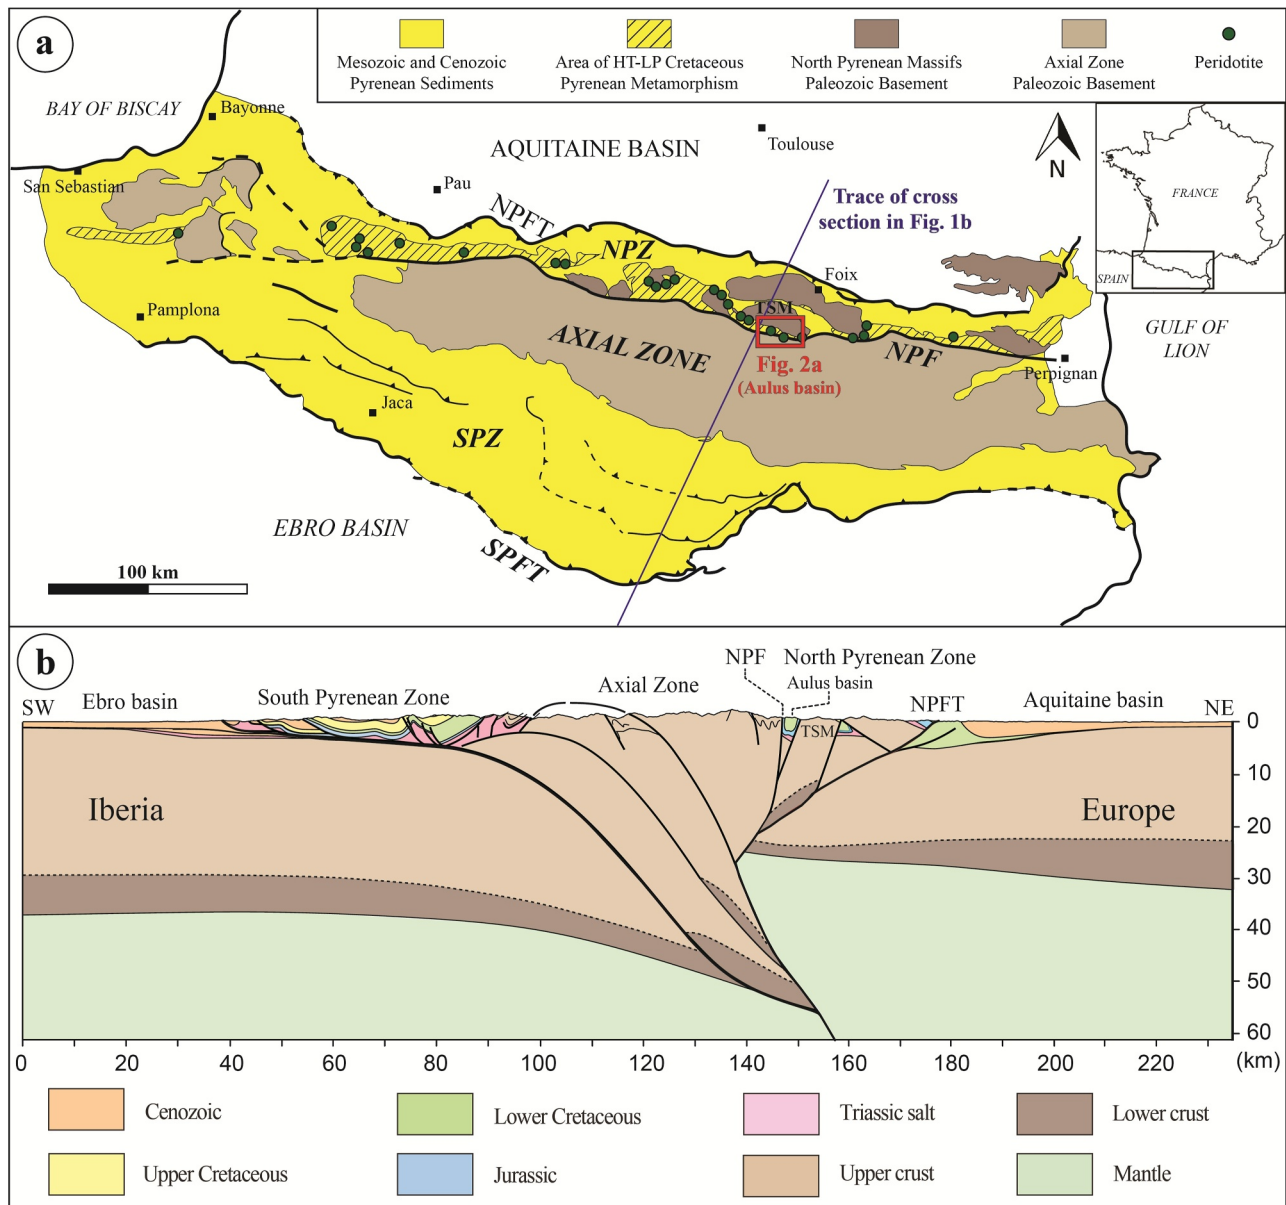 a
Mesozoic and Cenozoic
Pyrenean Sediments
Area of HT-LP Cretaceous
Pyrenean Metamorphism
North Pyrenean Massifs
Paleozoic Basement
Axial Zone
Paleozoic Basement
Peridotite
BAY OF BISCAY
Bayonne
AQUITAINE BASIN
Toulouse
N
FRANCE
SPAIN
San Sebastian
Pau
NPFT
NPZ
Trace of cross
section in Fig. 1b
Foix
TSM
Pamplona
AXIAL ZONE
NPF
GULF OF
LION
Fig. 2a
(Aulus basin)
Perpignan
Jaca
SPZ
EBRO BASIN
SPFT
100 km
b
NPF
North Pyrenean Zone
Aulus basin
SW
Ebro basin
South Pyrenean Zone
Axial Zone
NPFT
Aquitaine basin
NE
TSM
0
10
20
30
40
50
60
Iberia
Europe
0 20 40 60 80 100 120 140 160 180 200 220 (km)
Cenozoic
Lower Cretaceous
Triassic salt
Lower crust
Upper Cretaceous
Jurassic
Upper crust
Mantle